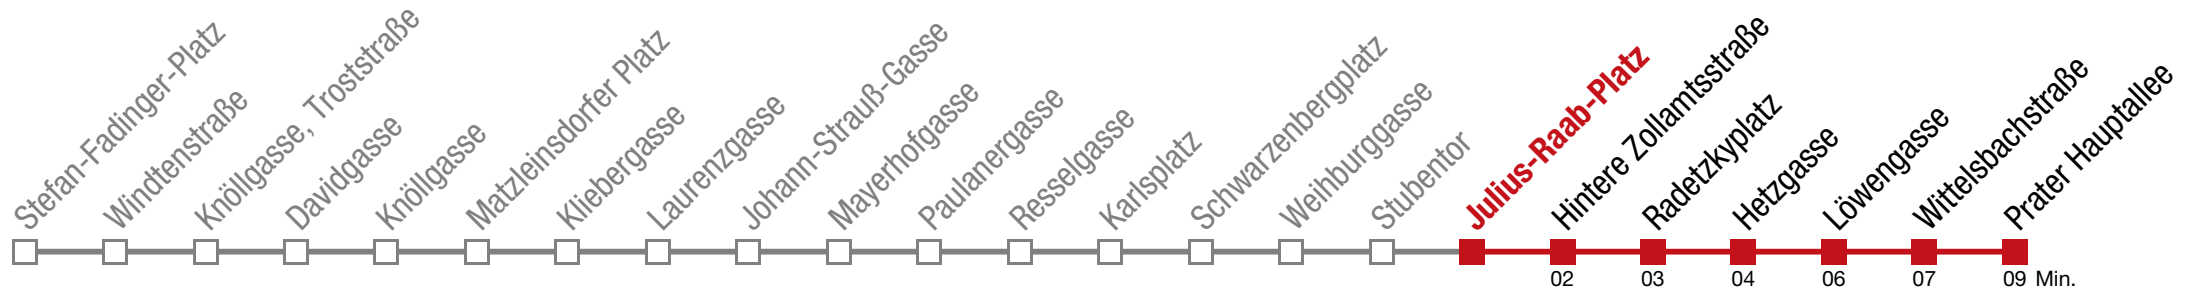 Stefan-Fadinger-Platz
Windtenstraße
Knöllgasse, Troststraße
Davidgasse
Knöllgasse
Matzleinsdorfer Platz
Kliebergasse
Laurenzgasse
Johann-Strauß-Gasse
Mayerhofgasse
Paulanergasse
Resselgasse
Karlsplatz
Schwarzenbergplatz
Weihburggasse
Stubentor
Julius-Raab-Platz
Hintere Zollamtsstraße
Radetzkyplatz
Hetzgasse
Löwengasse
Wittelsbachstraße
Prater Hauptallee
02 03 04 06 07 09 Min.